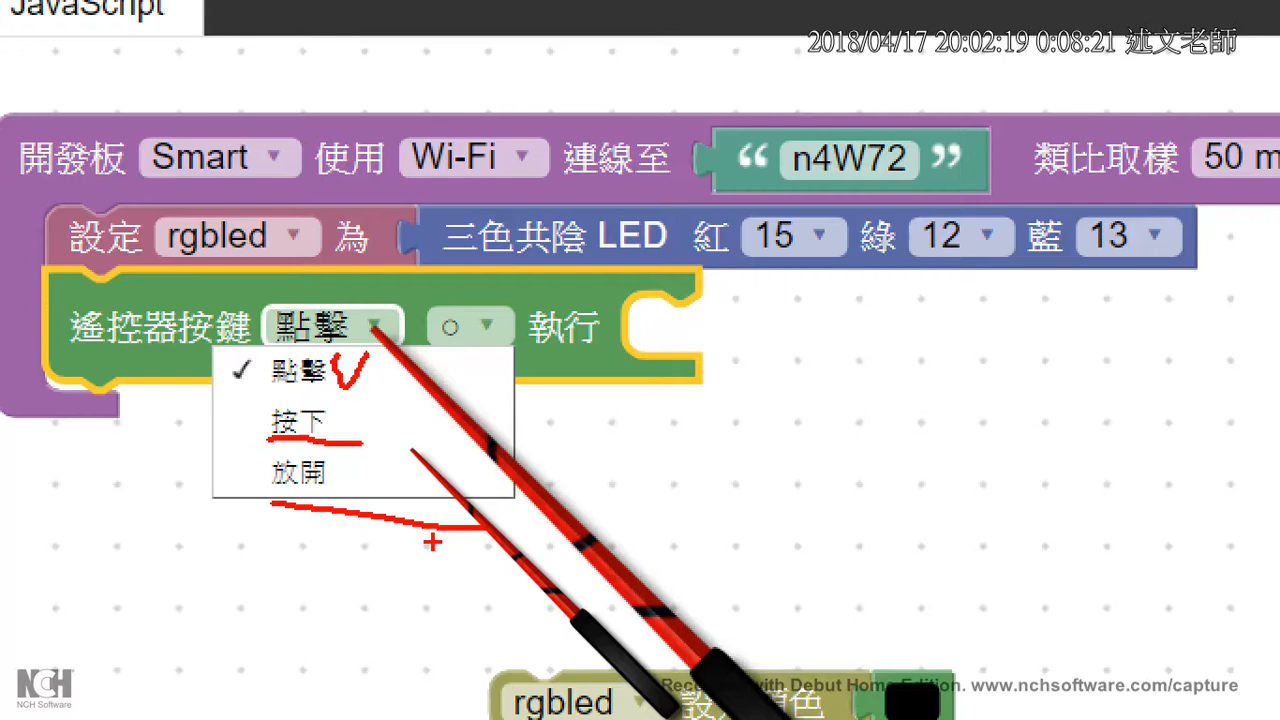 JavaScript
2018/04/17 20:02:19 0:08:21 述文老師
開發板 Smart 使用 Wi-Fi 連線至 “ n4W72 ” 類比取樣 50 m
設定 rgbled 為 三色共陰 LED 紅 15 綠 12 藍 13
遙控器按鍵 點擊 ○ 執行
✓ 點擊 V
按下
放開
rgbled 色
with Debut Home Edition. www.nchsoftware.com/capture
NCH
NCH Software